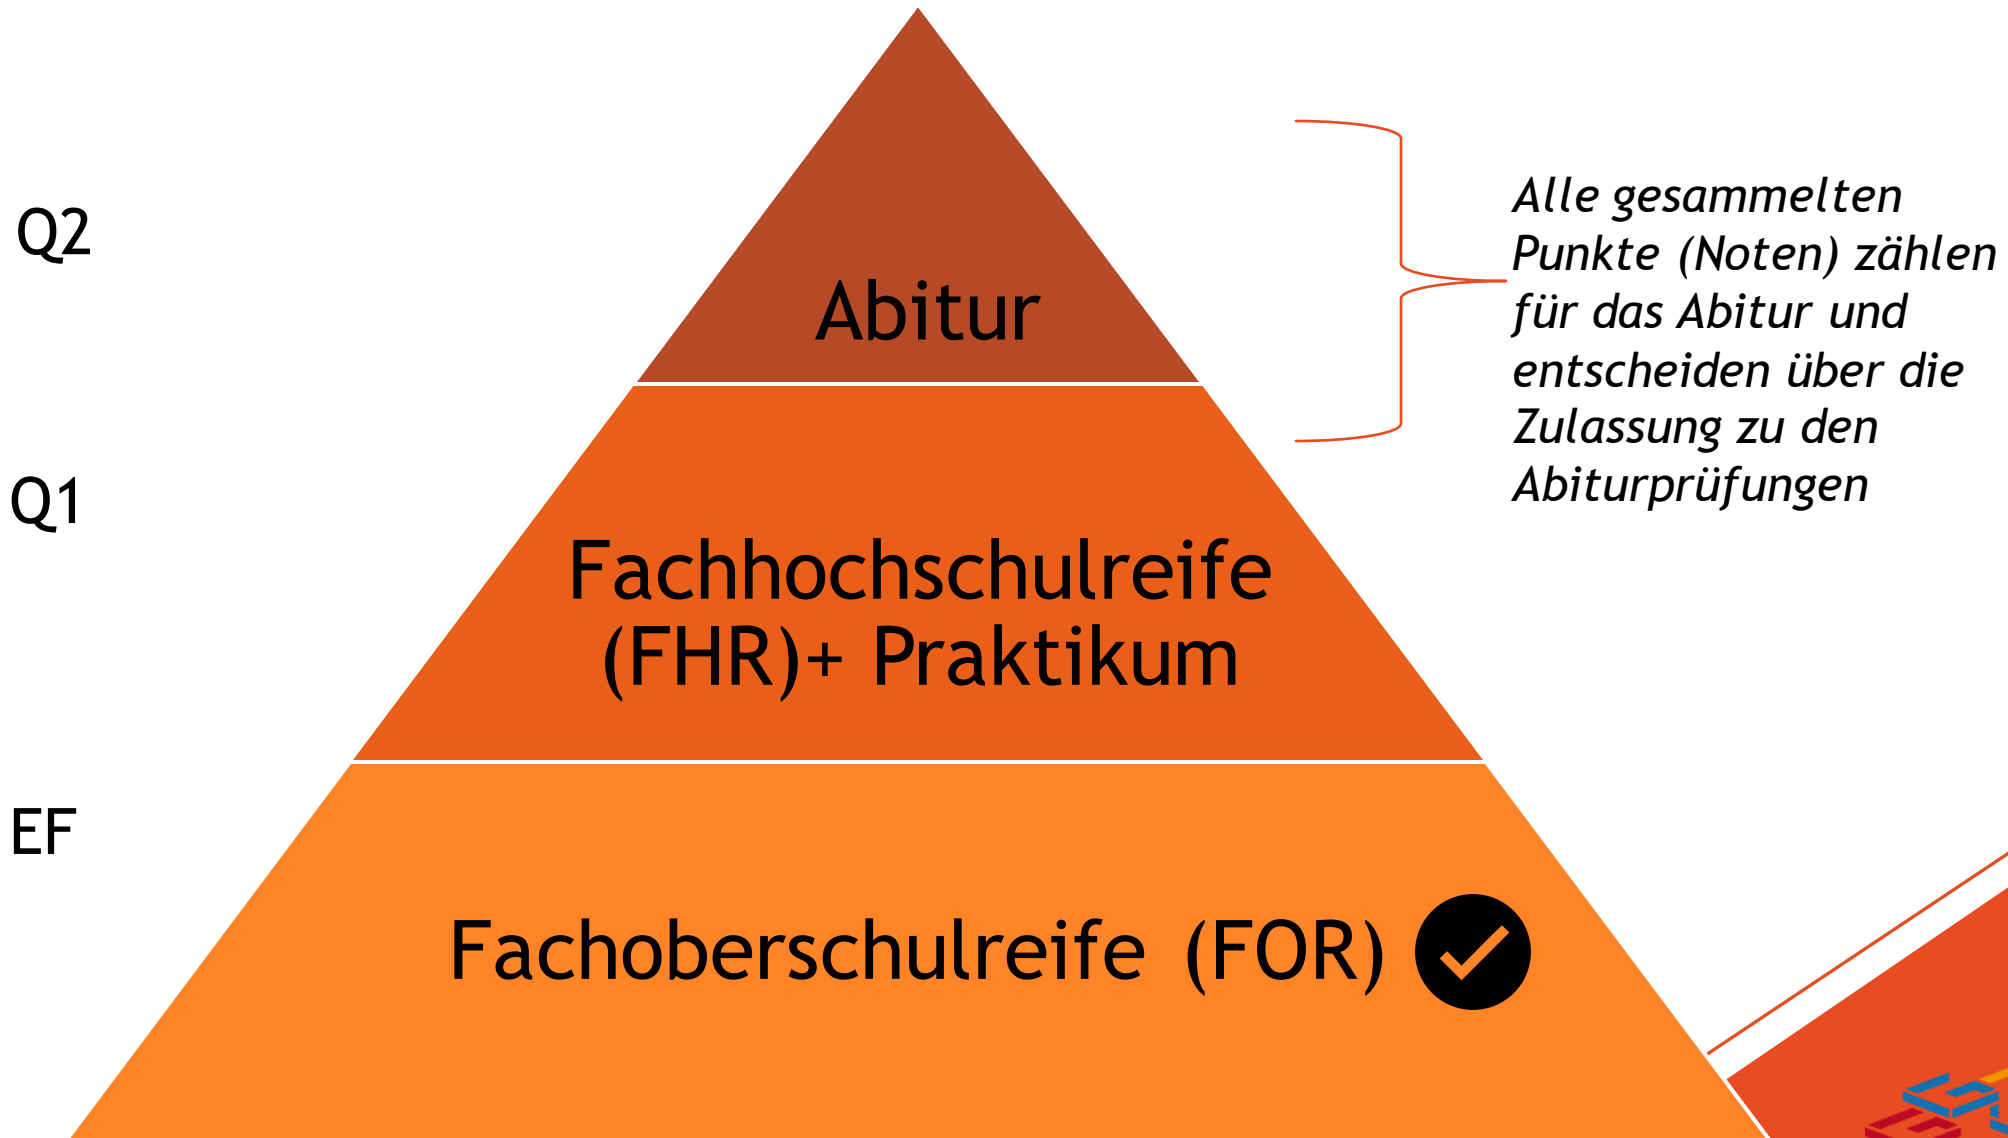 Q2
Abitur
Alle gesammelten
Punkte (Noten) zählen
für das Abitur und
entscheiden über die
Zulassung zu den
Abiturprüfungen
Q1
Fachhochschulreife
(FHR)+ Praktikum
EF
Fachoberschulreife (FOR)